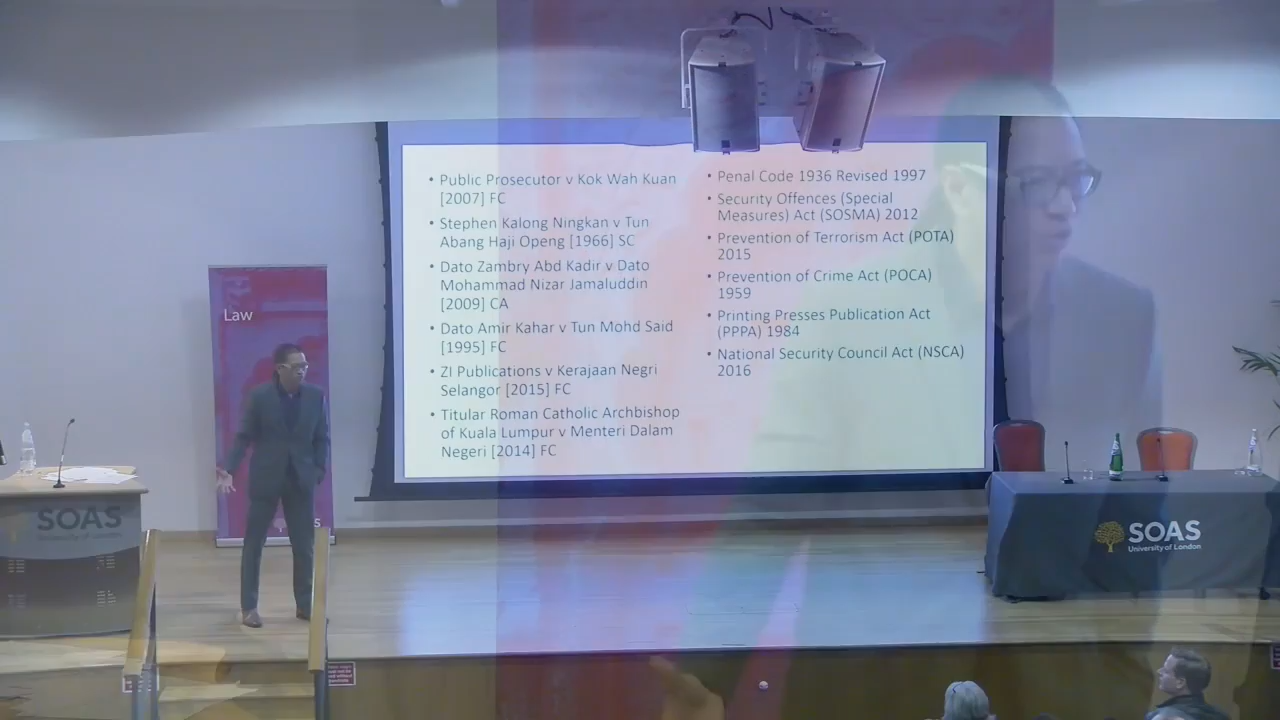 Law
• Public Prosecutor v Kok Wah Kuan
[2007] FC
• Stephen Kalong Ningkan v Tun
Abang Haji Openg [1966] SC
• Dato Zambry Abd Kadir v Dato
Mohammad Nizar Jamaluddin
[2009] CA
• Dato Amir Kahar v Tun Mohd Said
[1995] FC
• ZI Publications v Kerajaan Negri
Selangor [2015] FC
• Titular Roman Catholic Archbishop
of Kuala Lumpur v Menteri Dalam
Negeri [2014] FC
• Penal Code 1936 Revised 1997
• Security Offences (Special
Measures) Act (SOSMA) 2012
• Prevention of Terrorism Act (POTA)
2015
• Prevention of Crime Act (POCA)
1959
• Printing Presses Publication Act
(PPPA) 1984
• National Security Council Act (NSCA)
2016
SOAS
University of London
SOAS
University of London